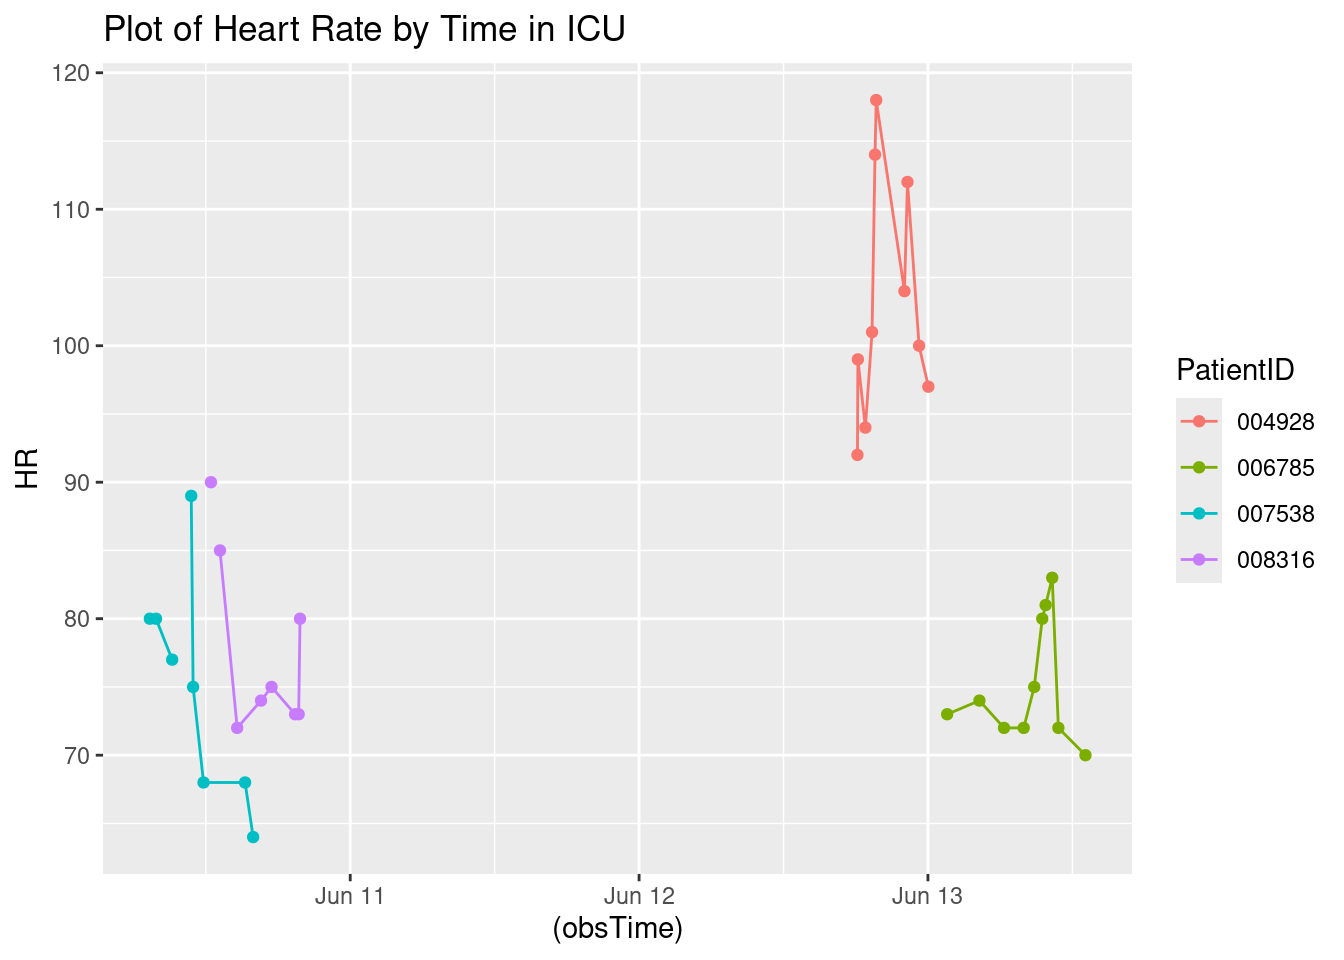 Plot of Heart Rate by Time in ICU
120
110
100
90
80
70
HR
Jun 11
Jun 12
Jun 13
(obsTime)
PatientID
004928
006785
007538
008316